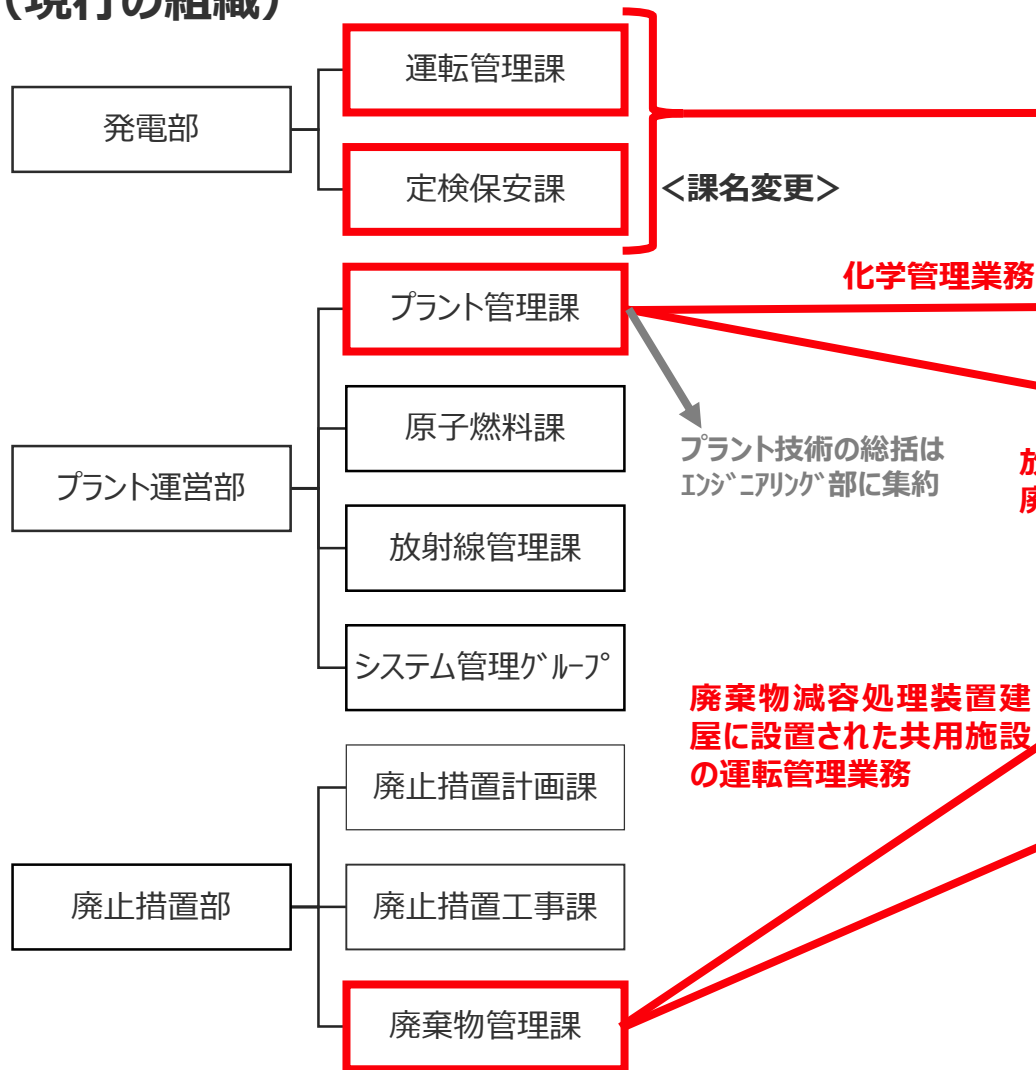 (現行の組織)
発電部
運転管理課
定検保安課
<課名変更>
化学管理業務
プラント運営部
プラント管理課
原子燃料課
放射線管理課
システム管理ｸﾞﾙｰﾌﾟ
プラント技術の総括は
ｴﾝｼﾞﾆｱﾘﾝｸﾞ部に集約
放
廃
廃止措置部
廃止措置計画課
廃止措置工事課
廃棄物管理課
廃棄物減容処理装置建
屋に設置された共用施設
の運転管理業務